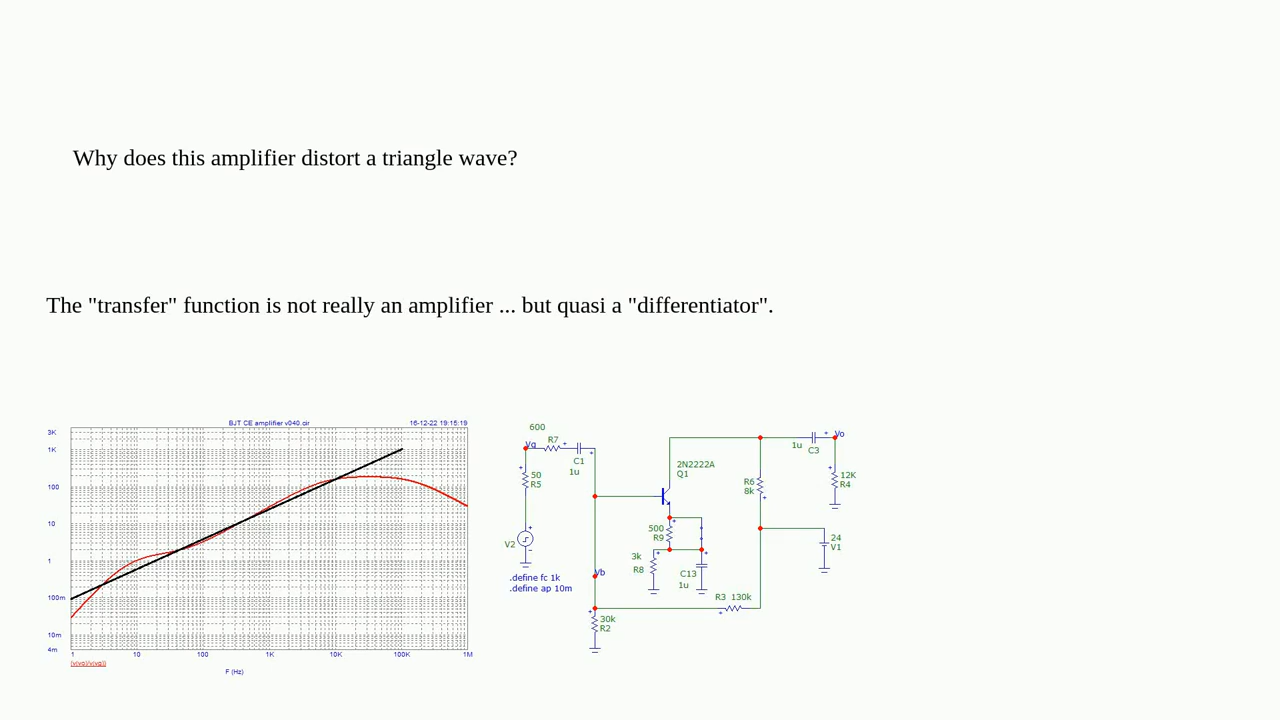 Why does this amplifier distort a triangle wave?
The "transfer" function is not really an amplifier ... but quasi a "differentiator".
BJT CE amplifier v040.cir 16-12-22 19:15:19
3K
1K
100
10
1
100m
10m
4m
1 10 100 1K 10K 100K 1M
(v(vo)/v(vg))
F (Hz)
600
Vg R7
C1
1u
50
R5
V2
.define fc 1k
.define ap 10m
Vb
30k
R2
2N2222A
Q1
500
R9
3k
R8
C13
1u
R3 130k
R6
8k
1u C3
Vo
12K
R4
24
V1